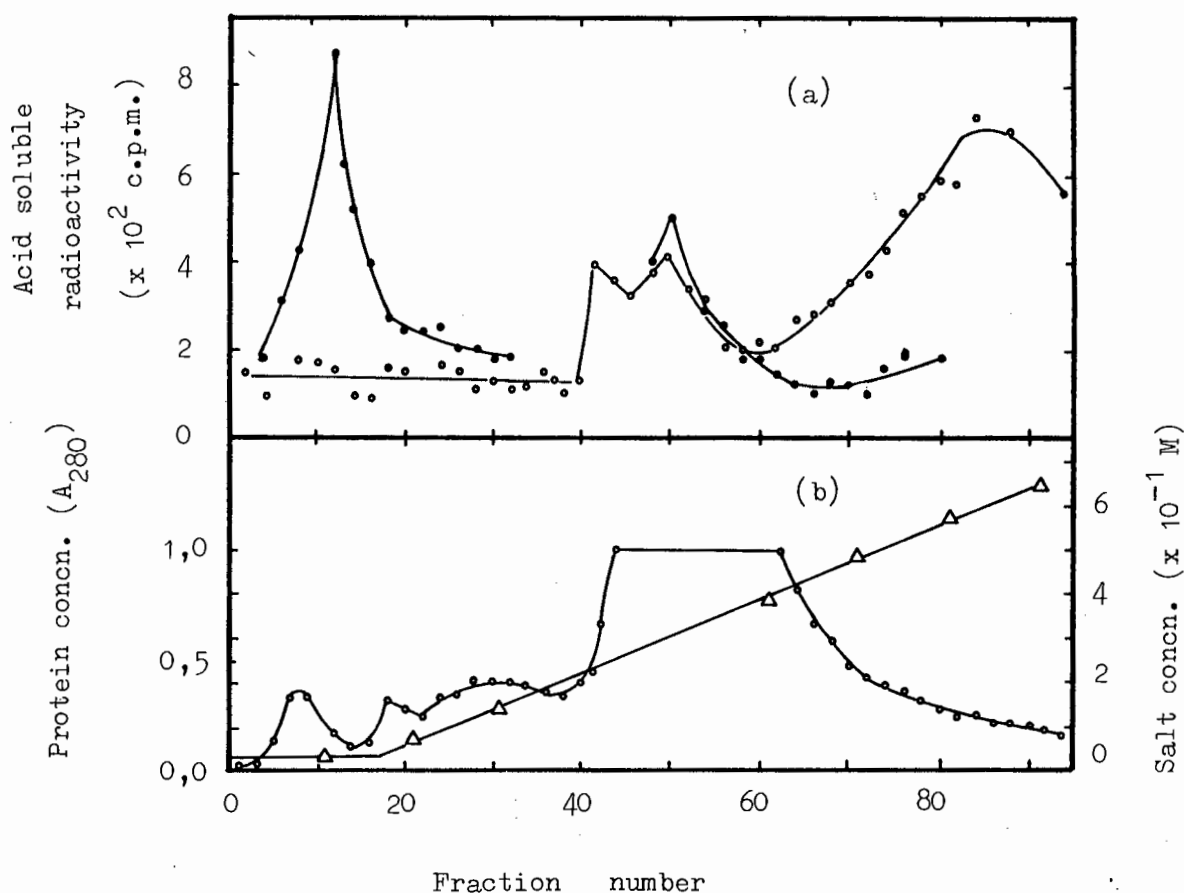 Acid soluble
radioactivity
(x 10² c.p.m.)
8
6
4
2
0
(a)
Protein concn. (A280)
1,0
0,5
0,0
(b)
Salt concn. (x 10⁻¹ M)
6
4
2
0
0 20 40 60 80
Fraction number